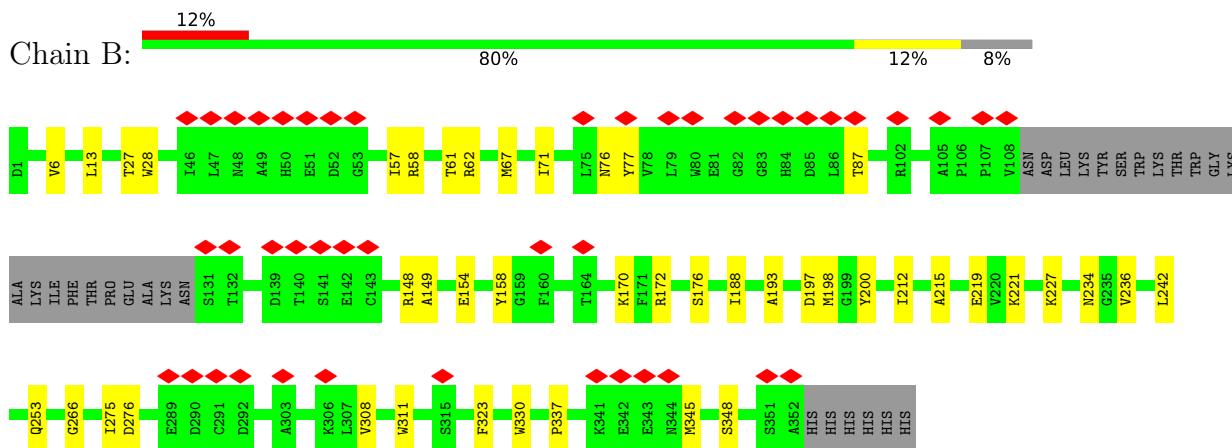 12%
Chain B:
80% 12% 8%
D1 V6 L13 T27 W28 I46 L47 N48 A49 H50 E51 D52 G53 I57 R58 T61 R62 M67 I71 L75 N76 Y77 V78 L79 W80 E81 G82 G83 H84 D85 L86 T87 R102 A105 P106 P107 V108 ASN ASP LEU LYS TYR SER TRP LYS THR TRP GLY LYS
ALA LYS ILE PHE THR PRO GLU ALA LYS ASN S131 T132 D139 T140 S141 E142 C143 R148 A149 E154 Y158 G159 F160 T164 K170 F171 R172 S176 I188 A193 D197 M198 G199 Y200 I212 A215 E219 V220 K221 K227 N234 G235 V236 L242
Q253 G266 I275 D276 E289 D290 C291 D292 A303 K306 L307 V308 W311 S315 F323 W330 P337 K341 E342 E343 N344 M345 S348 S351 A352 HIS HIS HIS HIS HIS HIS